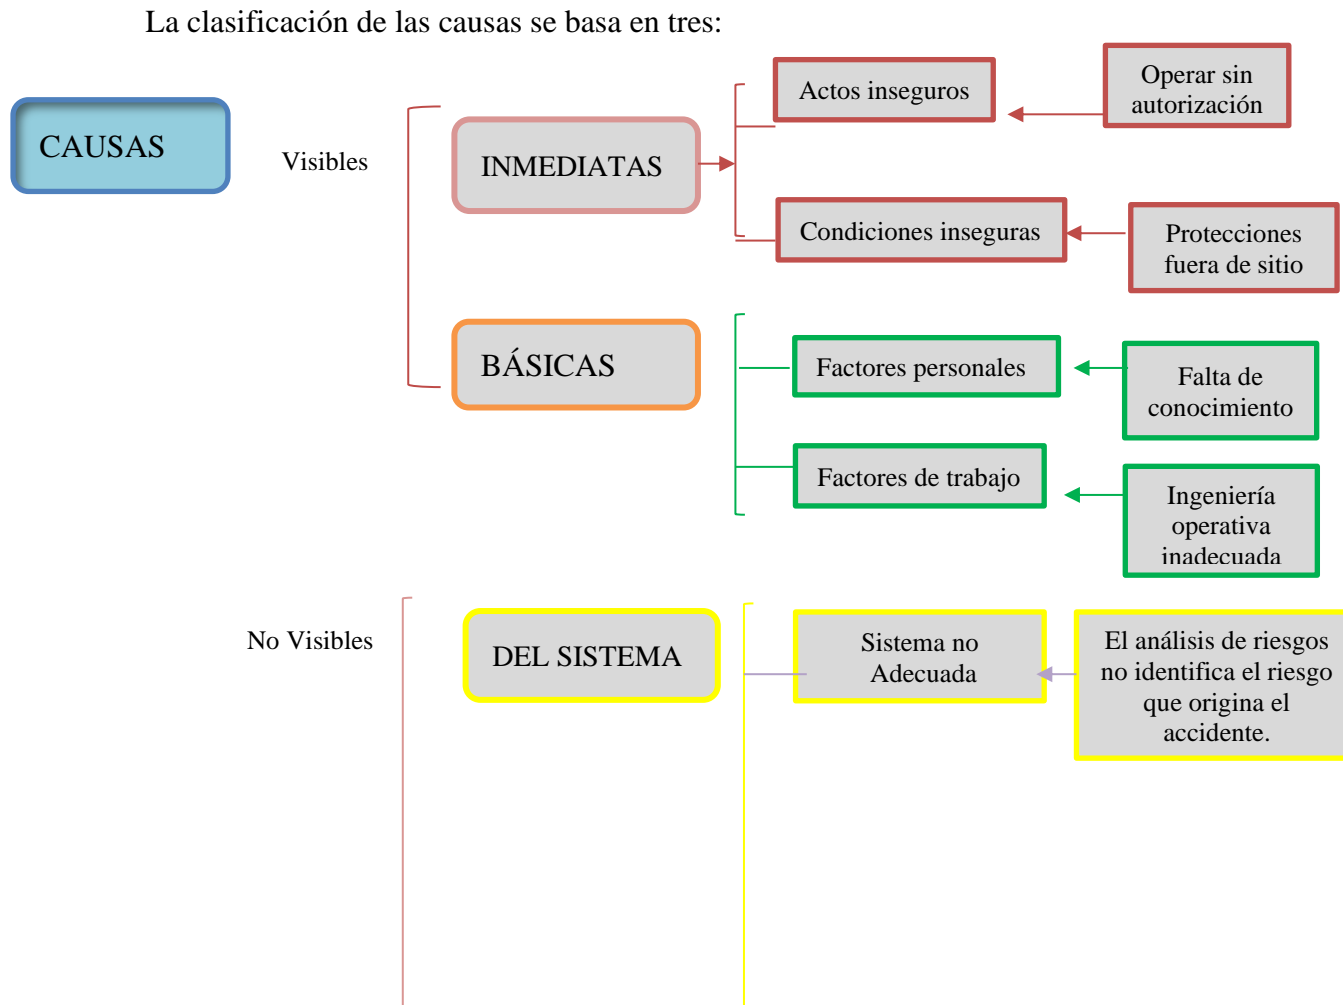 La clasificación de las causas se basa en tres:
CAUSAS
Visibles
INMEDIATAS
Actos inseguros
Operar sin
autorización
Condiciones inseguras
Protecciones
fuera de sitio
BÁSICAS
Factores personales
Falta de
conocimiento
Factores de trabajo
Ingeniería
operativa
inadecuada
No Visibles
DEL SISTEMA
Sistema no
Adecuada
El análisis de riesgos
no identifica el riesgo
que origina el
accidente.